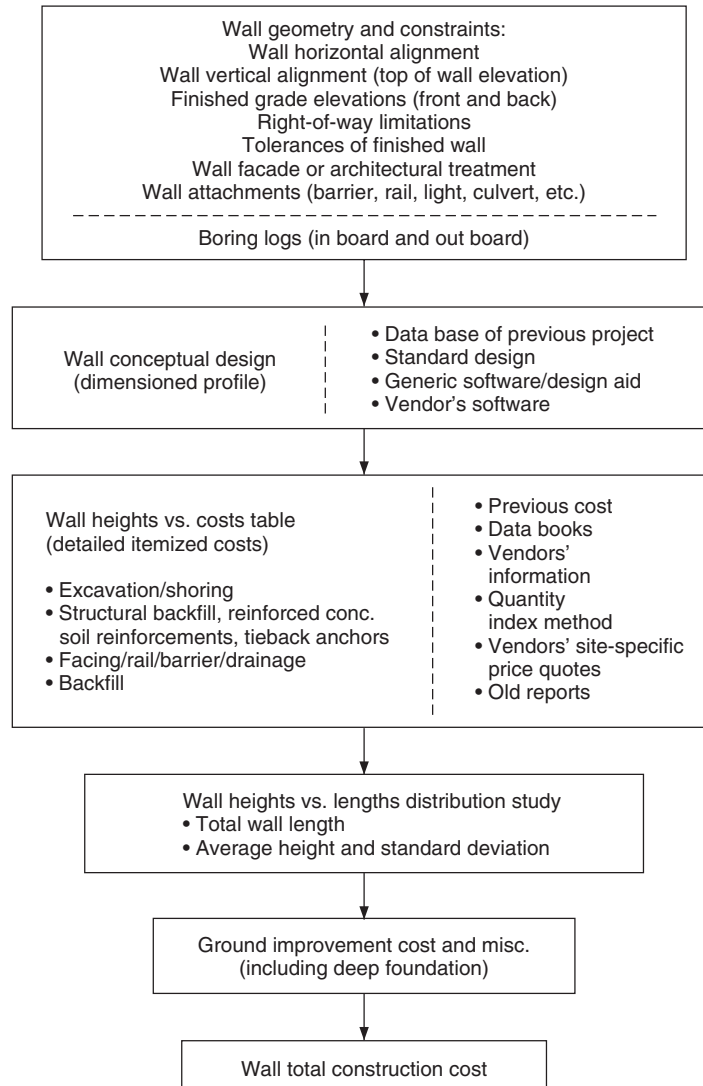 Wall geometry and constraints:
Wall horizontal alignment
Wall vertical alignment (top of wall elevation)
Finished grade elevations (front and back)
Right-of-way limitations
Tolerances of finished wall
Wall facade or architectural treatment
Wall attachments (barrier, rail, light, culvert, etc.)
Boring logs (in board and out board)
Wall conceptual design
(dimensioned profile)
• Data base of previous project
• Standard design
• Generic software/design aid
• Vendor's software
Wall heights vs. costs table
(detailed itemized costs)
• Excavation/shoring
• Structural backfill, reinforced conc.
soil reinforcements, tieback anchors
• Facing/rail/barrier/drainage
• Backfill
• Previous cost
• Data books
• Vendors'
information
• Quantity
index method
• Vendors' site-specific
price quotes
• Old reports
Wall heights vs. lengths distribution study
• Total wall length
• Average height and standard deviation
Ground improvement cost and misc.
(including deep foundation)
Wall total construction cost